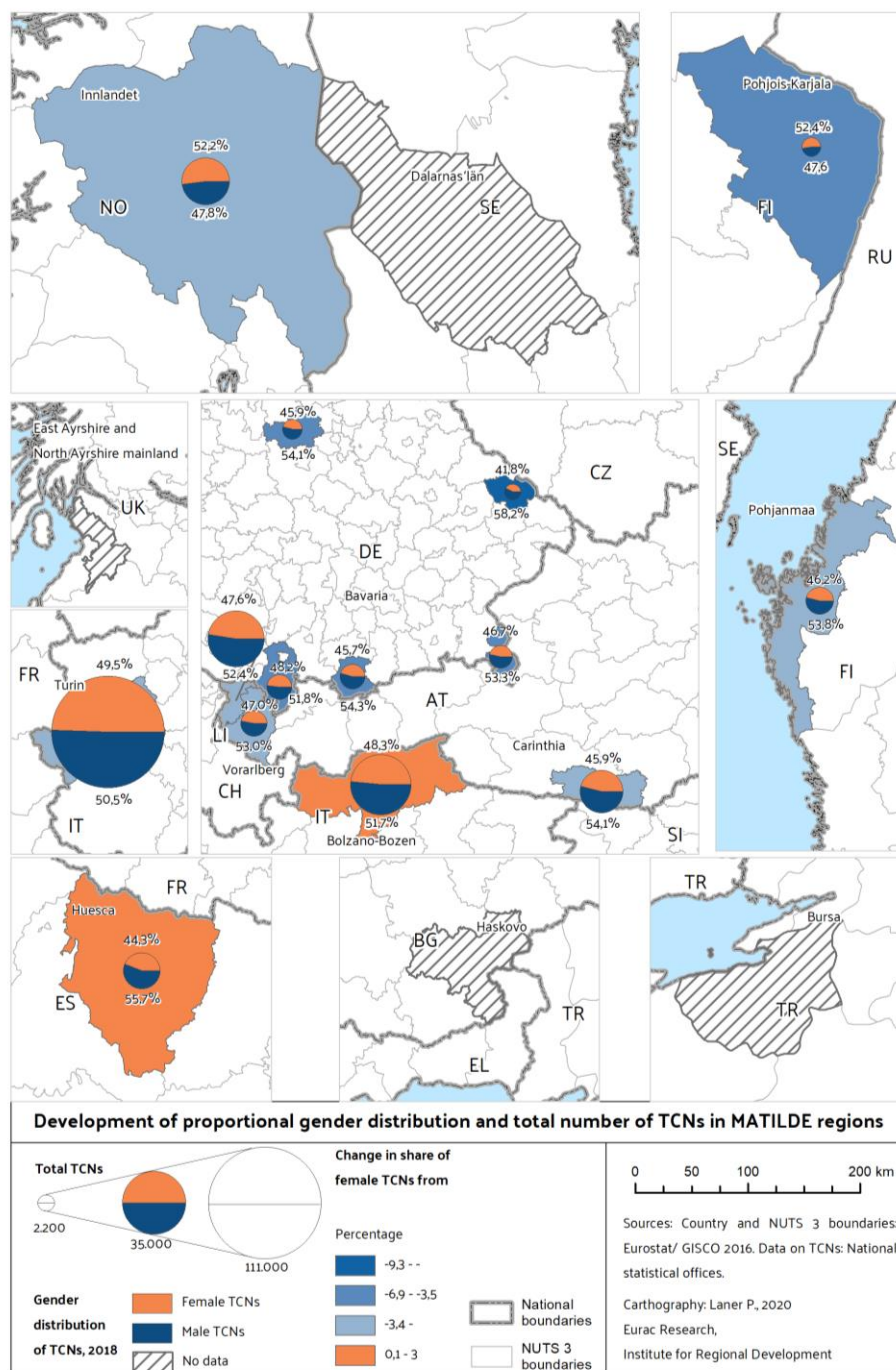 Innlandet
52,2%
47,8%
NO
Dalarnas'län
SE
Pohjois-Karjala
52,4%
47,6
FI
RU
East Ayrshire and
North Ayrshire mainland
UK
45,9%
54,1%
41,8%
58,2%
CZ
DE
Bavaria
47,6%
52,4%
48,2%
51,8%
45,7%
54,3%
46,7%
53,3%
47,0%
53,0%
LI
Vorarlberg
AT
CH
48,3%
51,7%
IT
Bolzano-Bozen
Carinthia
45,9%
54,1%
SI
SE
Pohjanmaa
46,2%
53,8%
FI
FR
49,5%
Turin
50,5%
IT
FR
Huesca
44,3%
55,7%
ES
BG
Haskovo
TR
EL
TR
Bursa
TR
Development of proportional gender distribution and total number of TCNs in MATILDE regions
Total TCNs
2.200
35.000
111.000
Gender
distribution
of TCNs, 2018
Female TCNs
Male TCNs
No data
Change in share of
female TCNs from
Percentage
-9,3 - -
-6,9 - -3,5
-3,4 -
0,1 - 3
National
boundaries
NUTS 3
boundaries
0 50 100 200 km
Sources: Country and NUTS 3 boundaries:
Eurostat/ GISCO 2016. Data on TCNs: National
statistical offices.
Carthography: Laner P., 2020
Eurac Research,
Institute for Regional Development